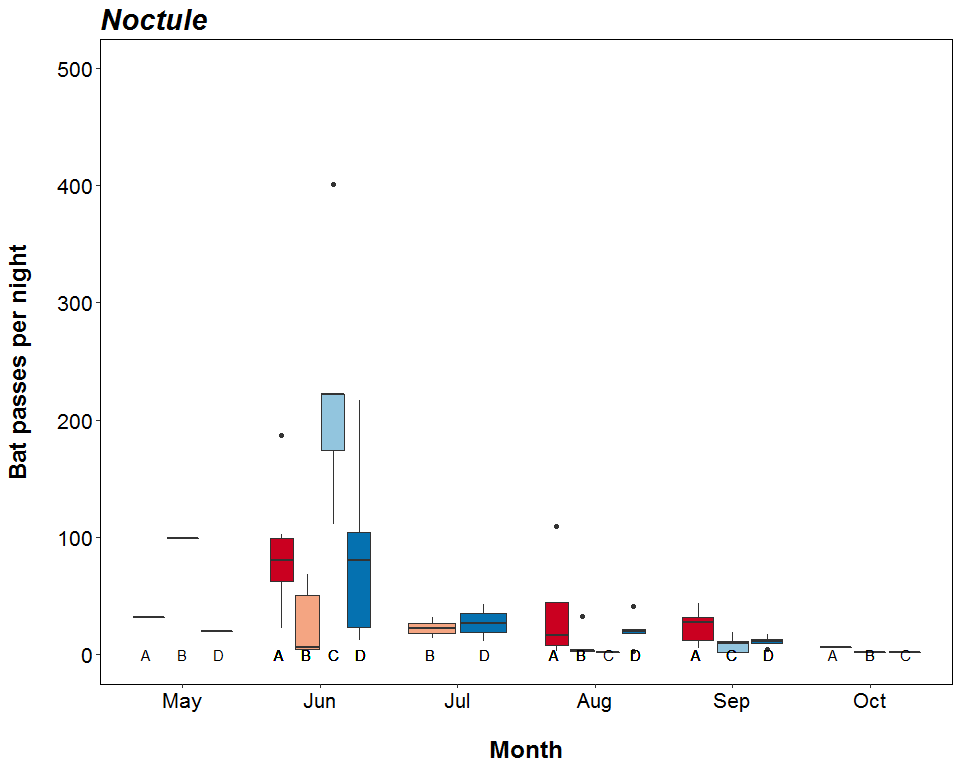 Noctule
Bat passes per night
500
400
300
200
100
0
A B D A B C D B D A B C D A C D A B C
May Jun Jul Aug Sep Oct
Month